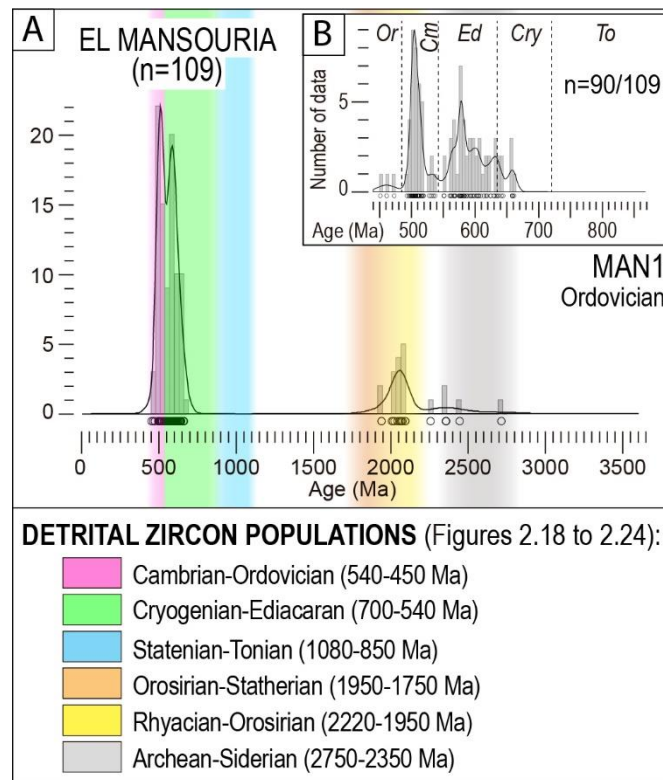 A
EL MANSOURIA
(n=109)
20
15
10
5
0
0 500 1000 1500 2000 2500 3000 3500
Age (Ma)
B
Or Cm Ed Cry To
n=90/109
Number of data
5
0
Age (Ma) 500 600 700 800
MAN1
Ordovician
DETRITAL ZIRCON POPULATIONS (Figures 2.18 to 2.24):
Cambrian-Ordovician (540-450 Ma)
Cryogenian-Ediacaran (700-540 Ma)
Statenian-Tonian (1080-850 Ma)
Orosirian-Statherian (1950-1750 Ma)
Rhyacian-Orosirian (2220-1950 Ma)
Archean-Siderian (2750-2350 Ma)